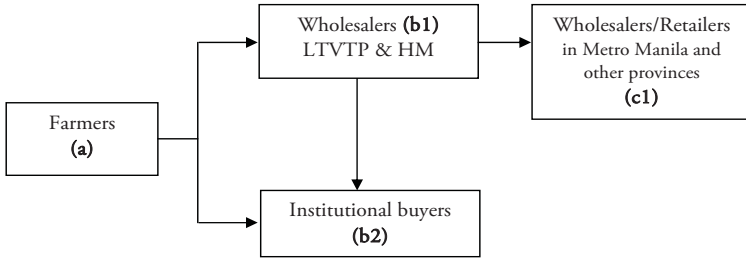 Wholesalers (b1)
LTVTP & HM
Wholesalers/Retailers
in Metro Manila and
other provinces
(c1)
Farmers
(a)
Institutional buyers
(b2)